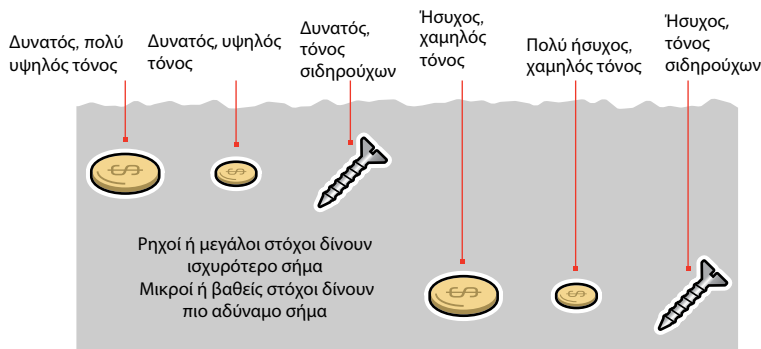 Δυνατός, πολύ
υψηλός τόνος
Δυνατός, υψηλός
τόνος
Δυνατός,
τόνος
σιδηρούχων
Ήσυχος,
χαμηλός
τόνος
Πολύ ήσυχος,
χαμηλός τόνος
Ήσυχος,
τόνος
σιδηρούχων
Ρηχοί ή μεγάλοι στόχοι δίνουν
ισχυρότερο σήμα
Μικροί ή βαθείς στόχοι δίνουν
πιο αδύναμο σήμα